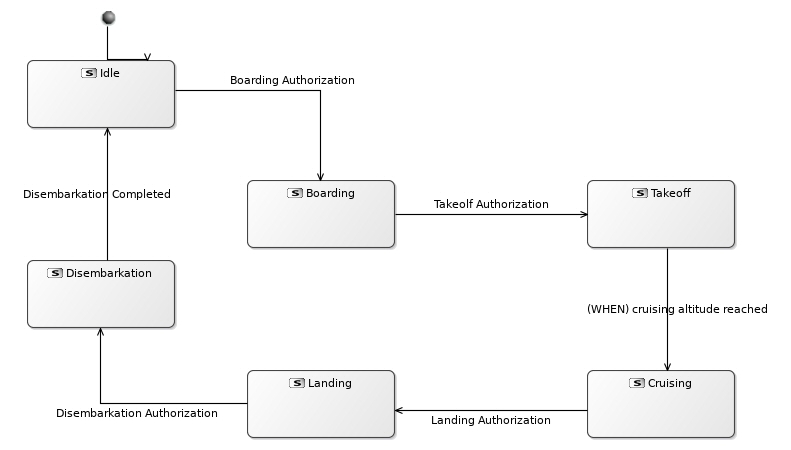 S Idle
Boarding Authorization
S Boarding
Takeolf Authorization
S Takeoff
Disembarkation Completed
S Disembarkation
(WHEN) cruising altitude reached
S Landing
S Cruising
Disembarkation Authorization
Landing Authorization